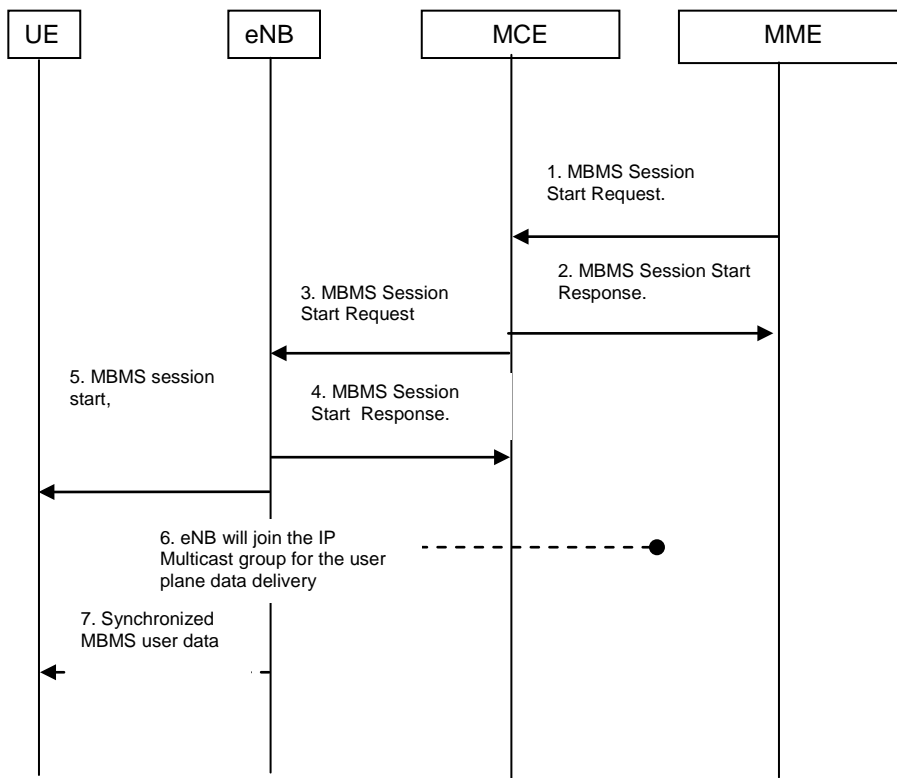 UE
eNB
MCE
MME
1. MBMS Session
Start Request.
2. MBMS Session Start
Response.
3. MBMS Session
Start Request
4. MBMS Session
Start Response.
5. MBMS session
start,
6. eNB will join the IP
Multicast group for the user
plane data delivery
7. Synchronized
MBMS user data